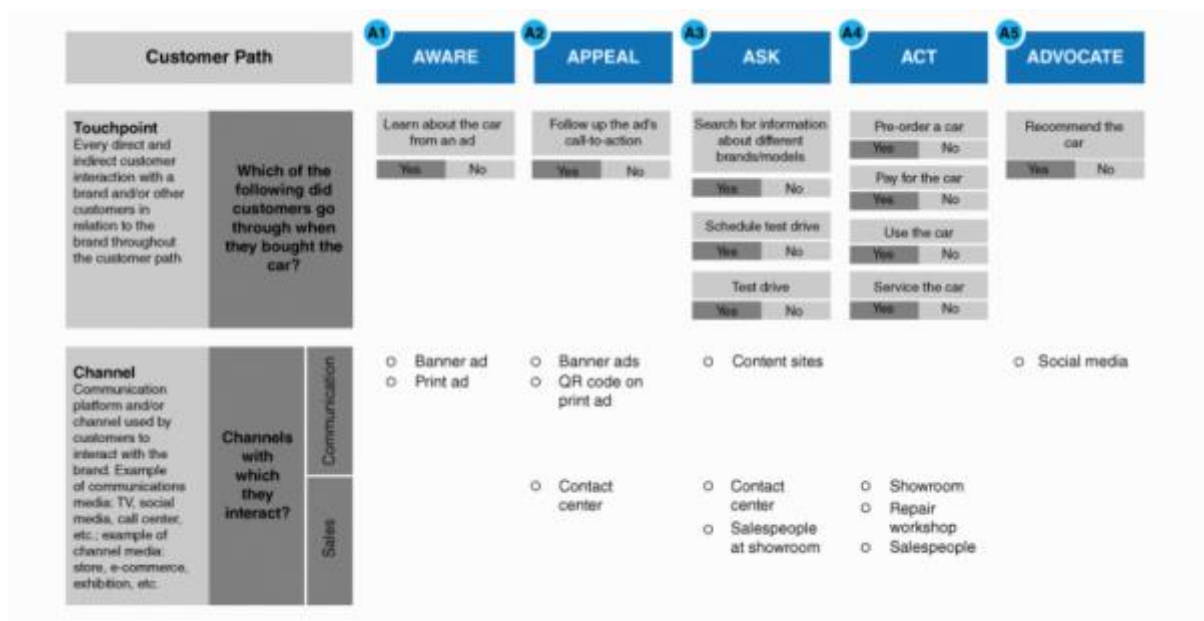 Customer Path
A1
AWARE
A2
APPEAL
A3
ASK
A4
ACT
A5
ADVOCATE
Touchpoint
Every direct and
indirect customer
interaction with a
brand and/or other
customers in
relation to the
brand throughout
the customer path
Which of the
following did
customers go
through when
they bought the
car?
Learn about the car
from an ad
Yes No
Follow up the ad's
call-to-action
Yes No
Search for information
about different
brands/models
Yes No
Schedule test drive
Yes No
Test drive
Yes No
Pre-order a car
Yes No
Pay for the car
Yes No
Use the car
Yes No
Service the car
Yes No
Recommend the
car
Yes No
Channel
Communication
platform and/or
channel used by
customers to
interact with the
brand. Example
of communications
media: TV, social
media, call center,
etc.; example of
channel media:
store, e-commerce,
exhibition, etc.
Channels
with
which
they
interact?
Communication
○ Banner ad
○ Print ad
○ Banner ads
○ QR code on
print ad
○ Content sites
○ Social media
Sales
○ Contact
center
○ Contact
center
○ Salespeople
at showroom
○ Showroom
○ Repair
workshop
○ Salespeople